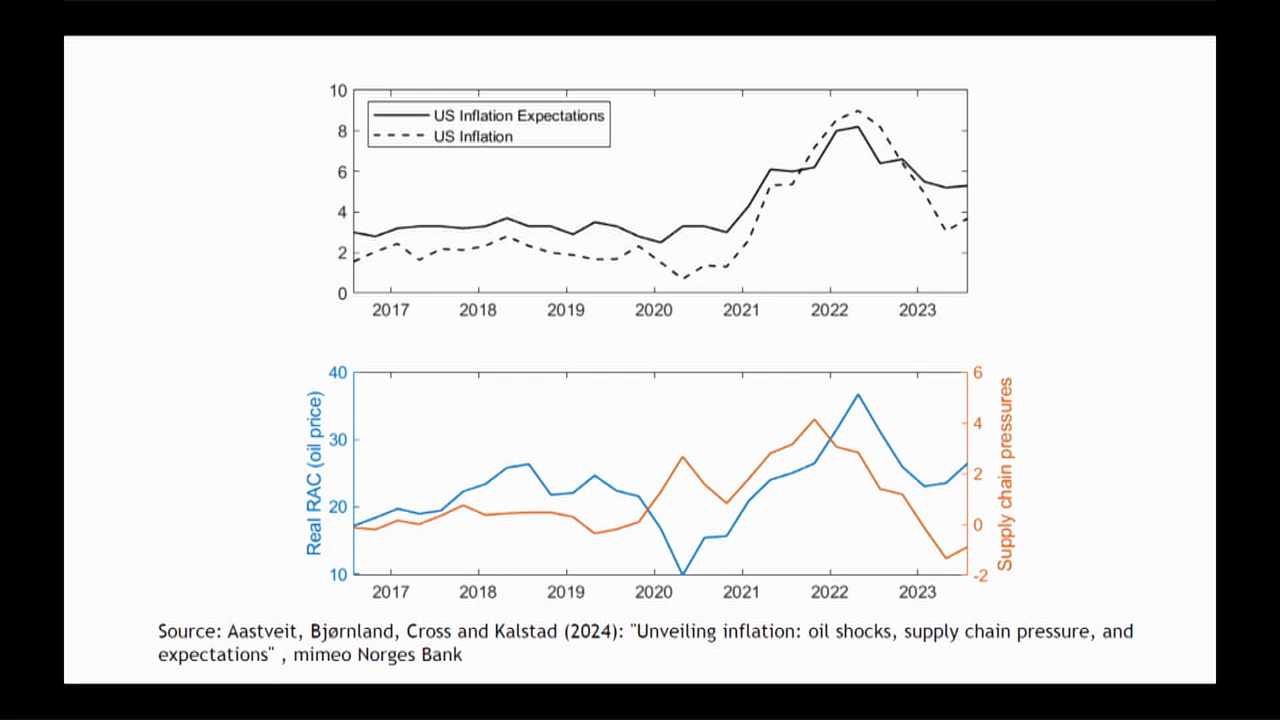 10
8
6
4
2
0
US Inflation Expectations
US Inflation
2017 2018 2019 2020 2021 2022 2023
Real RAC (oil price)
40
30
20
10
6
4
2
0
-2
Supply chain pressures
2017 2018 2019 2020 2021 2022 2023
Source: Aastveit, Bjørnland, Cross and Kalstad (2024): "Unveiling inflation: oil shocks, supply chain pressure, and
expectations" , mimeo Norges Bank